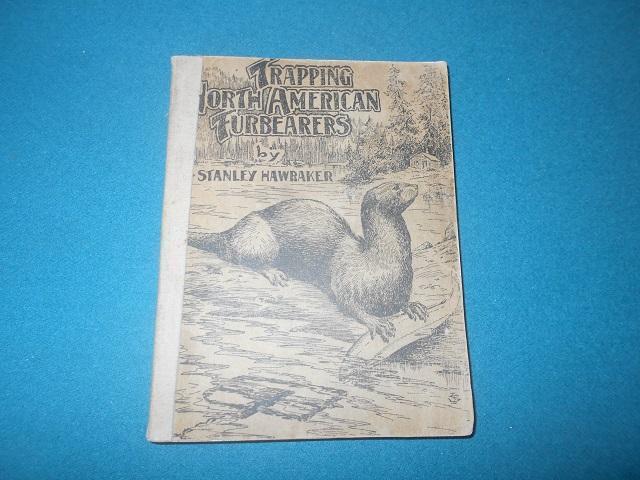 TRAPPING
NORTH AMERICAN
FURBEARERS
by
STANLEY HAWBAKER